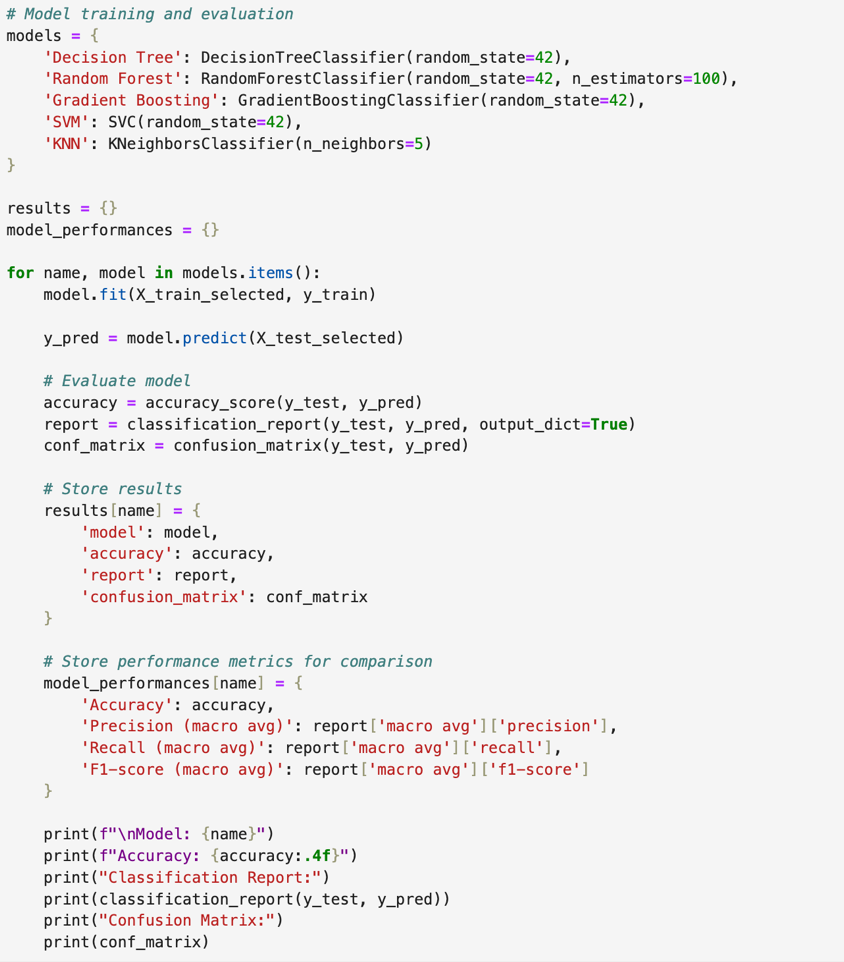 # Model training and evaluation
models = {
    'Decision Tree': DecisionTreeClassifier(random_state=42),
    'Random Forest': RandomForestClassifier(random_state=42, n_estimators=100),
    'Gradient Boosting': GradientBoostingClassifier(random_state=42),
    'SVM': SVC(random_state=42),
    'KNN': KNeighborsClassifier(n_neighbors=5)
}

results = {}
model_performances = {}

for name, model in models.items():
    model.fit(X_train_selected, y_train)

    y_pred = model.predict(X_test_selected)

    # Evaluate model
    accuracy = accuracy_score(y_test, y_pred)
    report = classification_report(y_test, y_pred, output_dict=True)
    conf_matrix = confusion_matrix(y_test, y_pred)

    # Store results
    results[name] = {
        'model': model,
        'accuracy': accuracy,
        'report': report,
        'confusion_matrix': conf_matrix
    }

    # Store performance metrics for comparison
    model_performances[name] = {
        'Accuracy': accuracy,
        'Precision (macro avg)': report['macro avg']['precision'],
        'Recall (macro avg)': report['macro avg']['recall'],
        'F1-score (macro avg)': report['macro avg']['f1-score']
    }

    print(f"\nModel: {name}")
    print(f"Accuracy: {accuracy:.4f}")
    print("Classification Report:")
    print(classification_report(y_test, y_pred))
    print("Confusion Matrix:")
    print(conf_matrix)